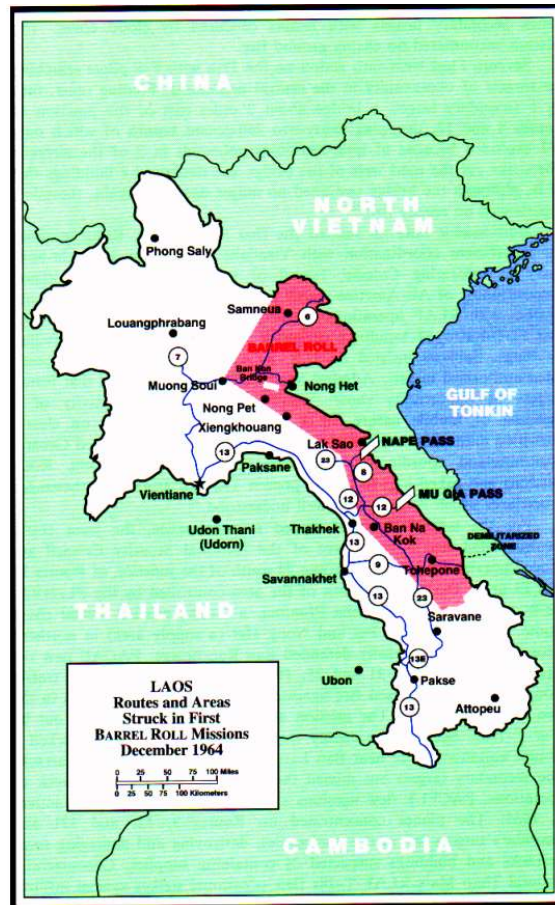 CHINA
NORTH
VIETNAM
Phong Saly
Samneua
6
Louangphrabang
BARREL ROLL
7
Ban Ken
Bridge
Muong Soui
Nong Het
GULF OF
TONKIN
Nong Pet
Xiengkhouang
Lak Sao
NAPE PASS
13
23
8
Paksane
Vientiane
12
12
MU GIA PASS
Udon Thani
(Udorn)
Thakhek
Ban Na
Kok
13
DEMILITARIZED
ZONE
9
Tchepone
Savannakhet
13
23
THAILAND
Saravane
13E
Ubon
Pakse
13
Attopeu
LAOS
Routes and Areas
Struck in First
BARREL ROLL Missions
December 1964
0 50 75 100 Miles
0 25 50 75 100 Kilometers
CAMBODIA